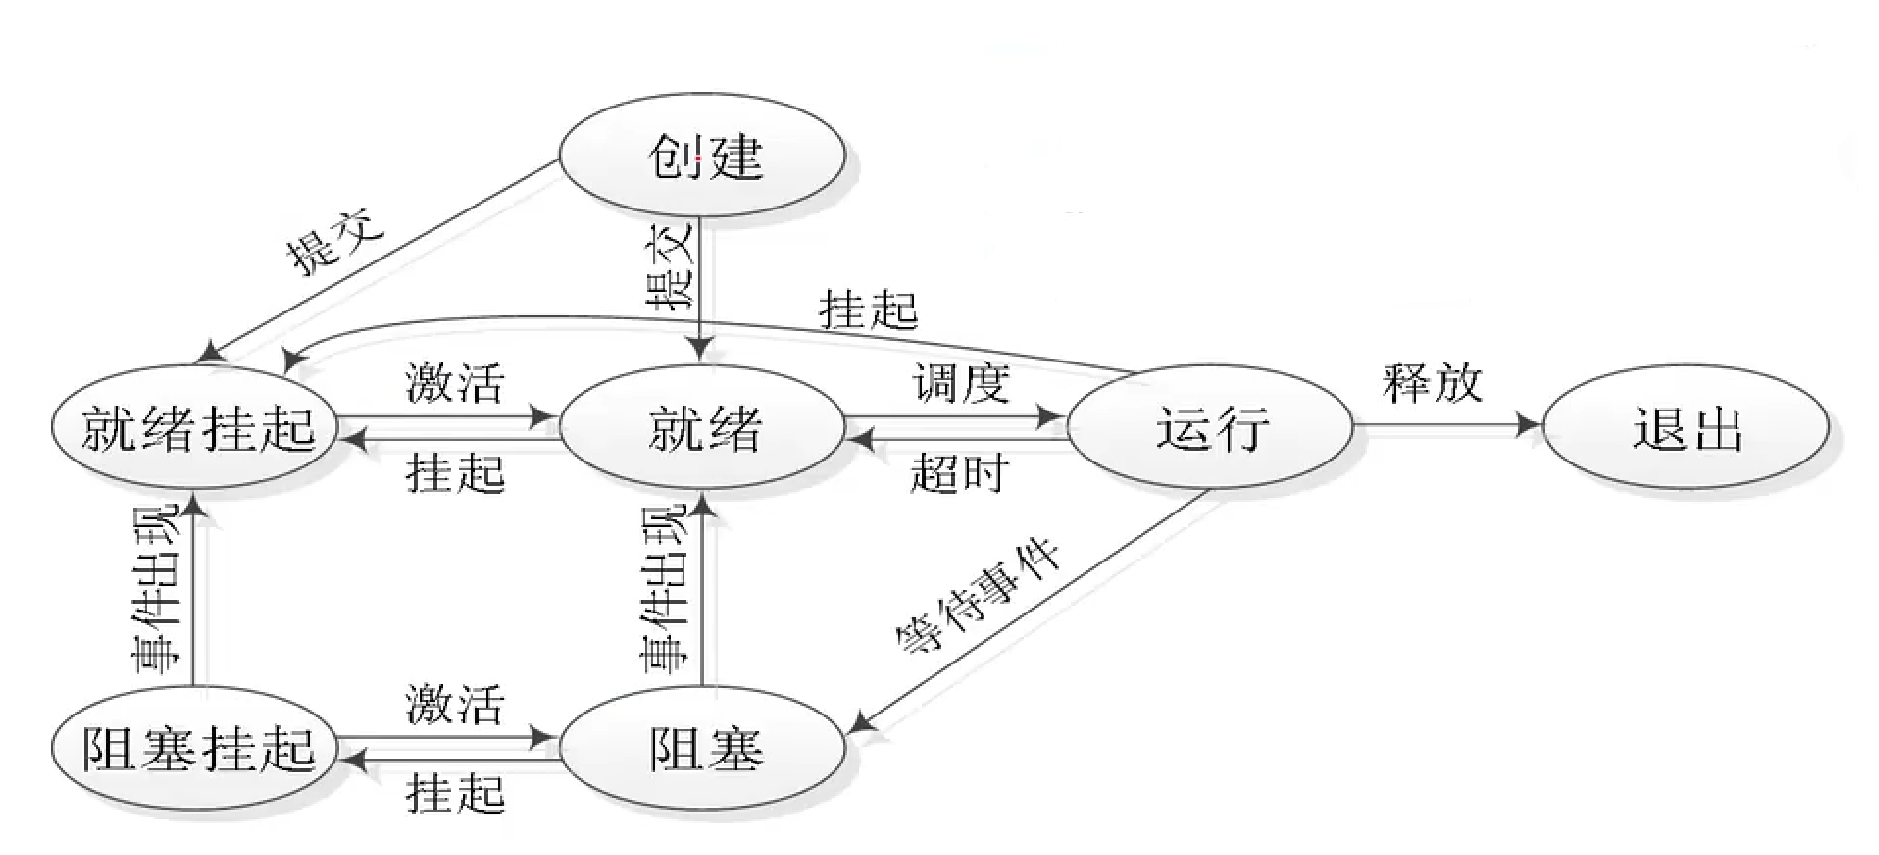 创建
提交
提交
挂起
激活
调度
释放
就绪挂起
就绪
运行
退出
挂起
超时
事件出现
事件出现
等待事件
激活
阻塞挂起
阻塞
挂起